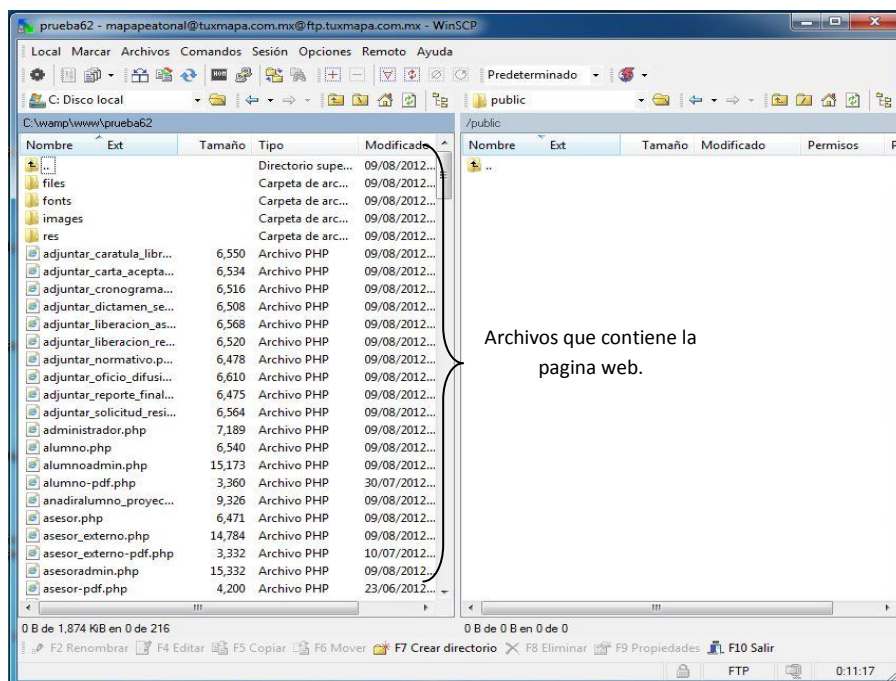 prueba62 - mapapeatonal@tuxmapa.com.mx@ftp.tuxmapa.com.mx - WinSCP
Local Marcar Archivos Comandos Sesión Opciones Remoto Ayuda
Predeterminado
C: Disco local
public
C:\wamp\www\prueba62
/public
Nombre Ext Tamaño Tipo Modificado
Nombre Ext Tamaño Modificado Permisos P
.. Directorio supe... 09/08/2012...
..
files Carpeta de arc... 09/08/2012...
fonts Carpeta de arc... 09/08/2012...
images Carpeta de arc... 09/08/2012...
res Carpeta de arc... 09/08/2012...
adjuntar_caratula_libr... 6,550 Archivo PHP 09/08/2012...
adjuntar_carta_acepta... 6,534 Archivo PHP 09/08/2012...
adjuntar_cronograma... 6,516 Archivo PHP 09/08/2012...
adjuntar_dictamen_se... 6,508 Archivo PHP 09/08/2012...
adjuntar_liberacion_as... 6,568 Archivo PHP 09/08/2012...
adjuntar_liberacion_re... 6,520 Archivo PHP 09/08/2012...
adjuntar_normativo.p... 6,478 Archivo PHP 09/08/2012...
adjuntar_oficio_difusi... 6,610 Archivo PHP 09/08/2012...
adjuntar_reporte_final... 6,475 Archivo PHP 09/08/2012...
adjuntar_solicitud_resi... 6,564 Archivo PHP 09/08/2012...
administrador.php 7,189 Archivo PHP 09/08/2012...
alumno.php 6,540 Archivo PHP 09/08/2012...
alumnoadmin.php 15,173 Archivo PHP 09/08/2012...
alumno-pdf.php 3,360 Archivo PHP 30/07/2012...
anadiralumno_proyec... 9,326 Archivo PHP 09/08/2012...
asesor.php 6,471 Archivo PHP 09/08/2012...
asesor_externo.php 14,784 Archivo PHP 09/08/2012...
asesor_externo-pdf.php 3,332 Archivo PHP 10/07/2012...
asesoradmin.php 15,332 Archivo PHP 09/08/2012...
asesor-pdf.php 4,200 Archivo PHP 23/06/2012...
Archivos que contiene la
pagina web.
0 B de 1,874 KiB en 0 de 216
0 B de 0 B en 0 de 0
F2 Renombrar F4 Editar F5 Copiar F6 Mover F7 Crear directorio F8 Eliminar F9 Propiedades F10 Salir
FTP 0:11:17